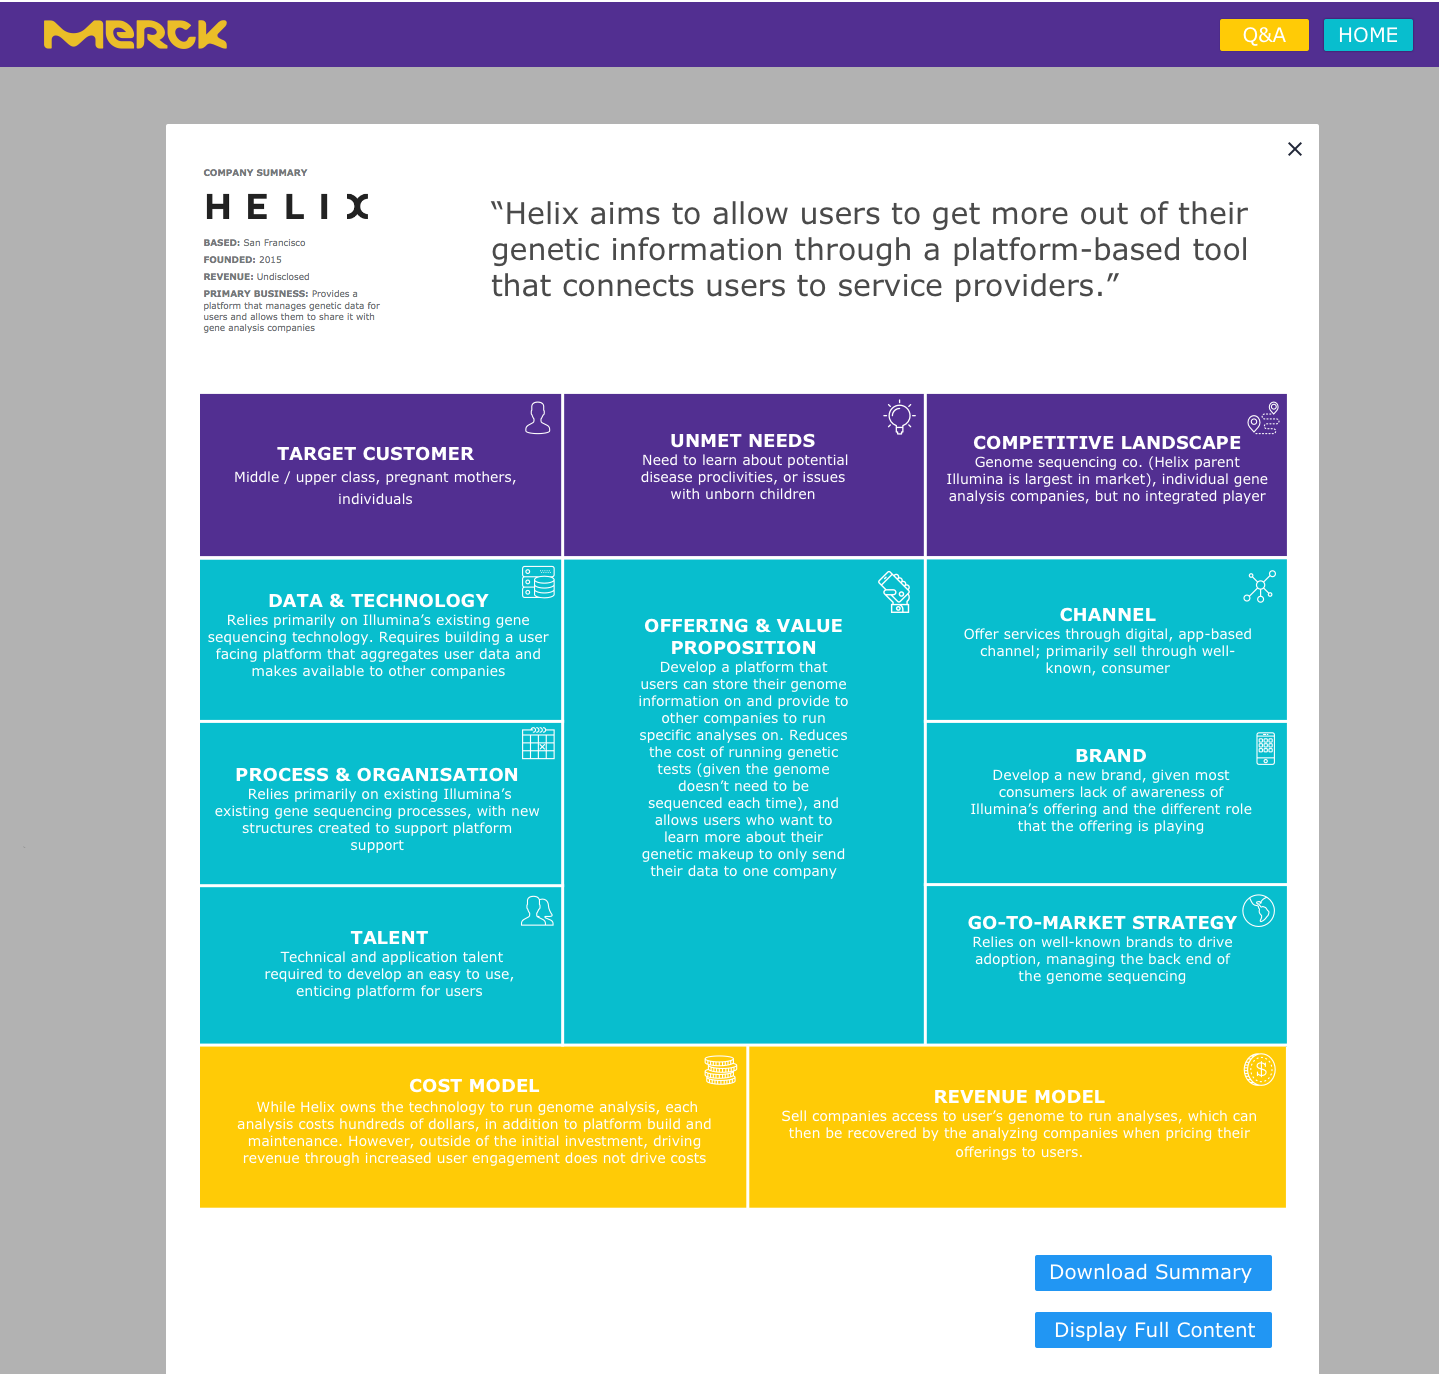 MERCK
Q&A
HOME
COMPANY SUMMARY
HELIX
BASED: San Francisco
FOUNDED: 2015
REVENUE: Undisclosed
PRIMARY BUSINESS: Provides a
platform that manages genetic data for
users and allows them to share it with
gene analysis companies
“Helix aims to allow users to get more out of their
genetic information through a platform-based tool
that connects users to service providers.”
TARGET CUSTOMER
Middle / upper class, pregnant mothers,
individuals
UNMET NEEDS
Need to learn about potential
disease proclivities, or issues
with unborn children
COMPETITIVE LANDSCAPE
Genome sequencing co. (Helix parent
Illumina is largest in market), individual gene
analysis companies, but no integrated player
DATA & TECHNOLOGY
Relies primarily on Illumina’s existing gene
sequencing technology. Requires building a user
facing platform that aggregates user data and
makes available to other companies
PROCESS & ORGANISATION
Relies primarily on existing Illumina’s
existing gene sequencing processes, with new
structures created to support platform
support
TALENT
Technical and application talent
required to develop an easy to use,
enticing platform for users
OFFERING & VALUE
PROPOSITION
Develop a platform that
users can store their genome
information on and provide to
other companies to run
specific analyses on. Reduces
the cost of running genetic
tests (given the genome
doesn’t need to be
sequenced each time), and
allows users who want to
learn more about their
genetic makeup to only send
their data to one company
CHANNEL
Offer services through digital, app-based
channel; primarily sell through well-
known, consumer
BRAND
Develop a new brand, given most
consumers lack of awareness of
Illumina’s offering and the different role
that the offering is playing
GO-TO-MARKET STRATEGY
Relies on well-known brands to drive
adoption, managing the back end of
the genome sequencing
COST MODEL
While Helix owns the technology to run genome analysis, each
analysis costs hundreds of dollars, in addition to platform build and
maintenance. However, outside of the initial investment, driving
revenue through increased user engagement does not drive costs
REVENUE MODEL
Sell companies access to user’s genome to run analyses, which can
then be recovered by the analyzing companies when pricing their
offerings to users.
Download Summary
Display Full Content